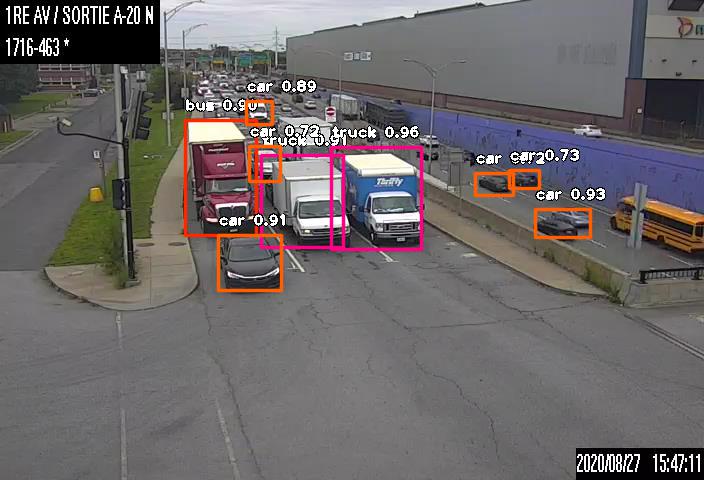 1RE AV / SORTIE A-20 N
1716-463 *
car 0.89
bus 0.90
car 0.72
truck 0.91
truck 0.96
car 0.73
car 0.93
car 0.91
Thrifty
2020/08/27 15:47:11